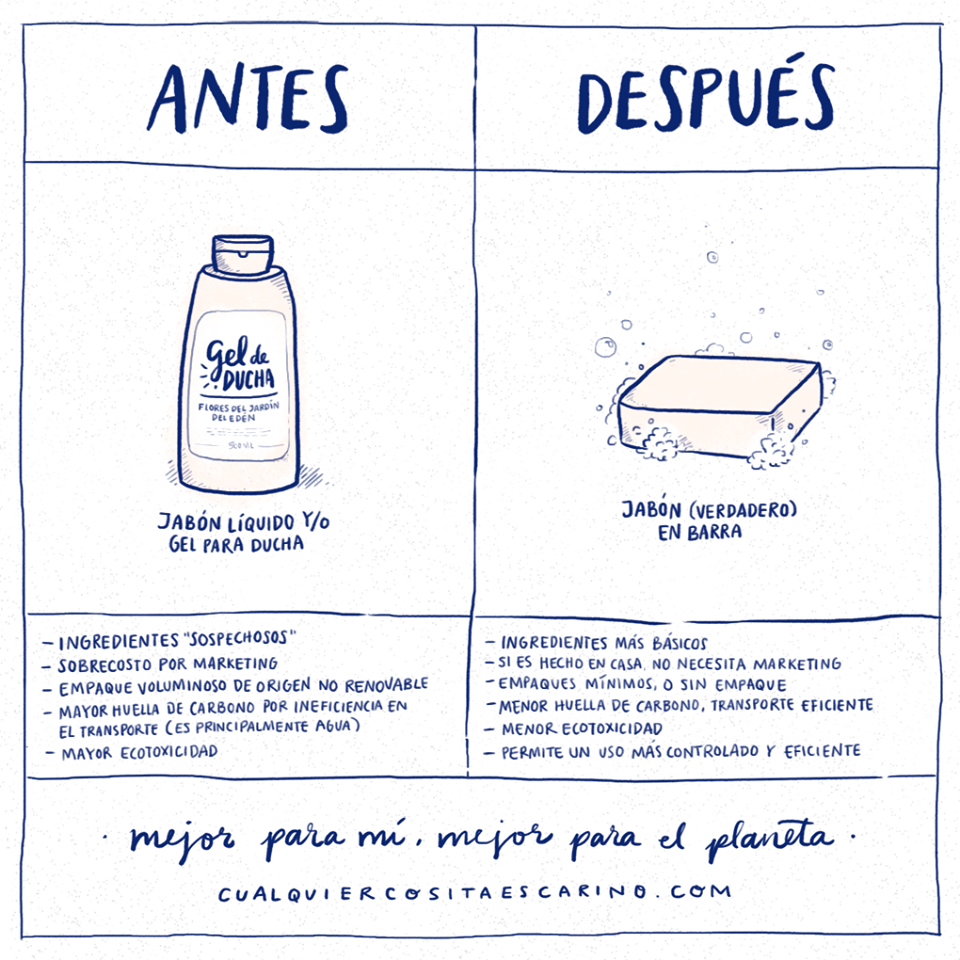 ANTES
DESPUÉS
Gel de
DUCHA
FLORES DEL JARDÍN
DEL EDÉN
JABÓN LÍQUIDO Y/O
GEL PARA DUCHA
JABÓN (VERDADERO)
EN BARRA
- INGREDIENTES "SOSPECHOSOS"
- SOBRECOSTO POR MARKETING
- EMPAQUE VOLUMINOSO DE ORIGEN NO RENOVABLE
- MAYOR HUELLA DE CARBONO POR INEFICIENCIA EN
EL TRANSPORTE (ES PRINCIPALMENTE AGUA)
- MAYOR ECOTOXICIDAD
- INGREDIENTES MÁS BÁSICOS
- SI ES HECHO EN CASA, NO NECESITA MARKETING
- EMPAQUES MÍNIMOS, O SIN EMPAQUE
- MENOR HUELLA DE CARBONO, TRANSPORTE EFICIENTE
- MENOR ECOTOXICIDAD
- PERMITE UN USO MÁS CONTROLADO Y EFICIENTE
· mejor para mí, mejor para el planeta ·
CUALQUIERCOSITAESCARINO.COM